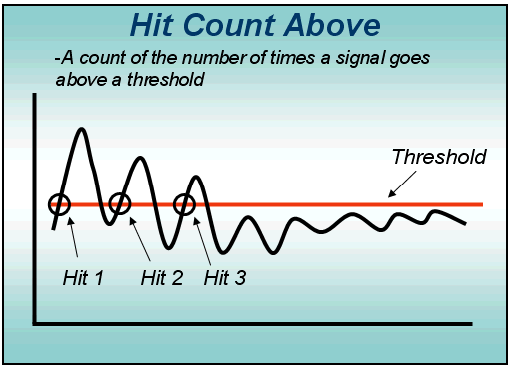 Hit Count Above
-A count of the number of times a signal goes
above a threshold
Threshold
Hit 1
Hit 2
Hit 3